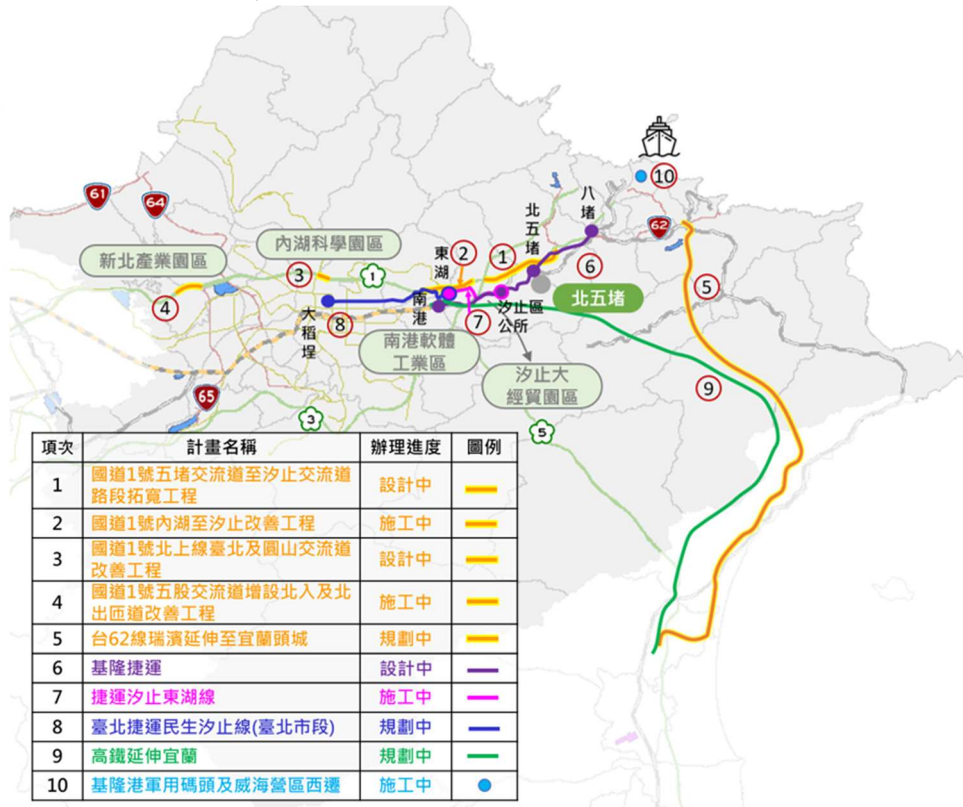 61
64
62
10
八堵
北五堵
內湖科學園區
新北產業園區
東湖
2
1
3
1
6
5
4
北五堵
大稻埕
8
南港
7
汐止區
公所
南港軟體
工業區
9
汐止大
經貿園區
65
3
5
項次 計畫名稱 辦理進度 圖例
1 國道1號五堵交流道至汐止交流道路段拓寬工程 設計中
2 國道1號內湖至汐止改善工程 施工中
3 國道1號北上線臺北及圓山交流道改善工程 設計中
4 國道1號五股交流道增設北入及北出匝道改善工程 施工中
5 台62線瑞濱延伸至宜蘭頭城 規劃中
6 基隆捷運 設計中
7 捷運汐止東湖線 施工中
8 臺北捷運民生汐止線(臺北市段) 規劃中
9 高鐵延伸宜蘭 規劃中
10 基隆港軍用碼頭及威海營區西遷 施工中